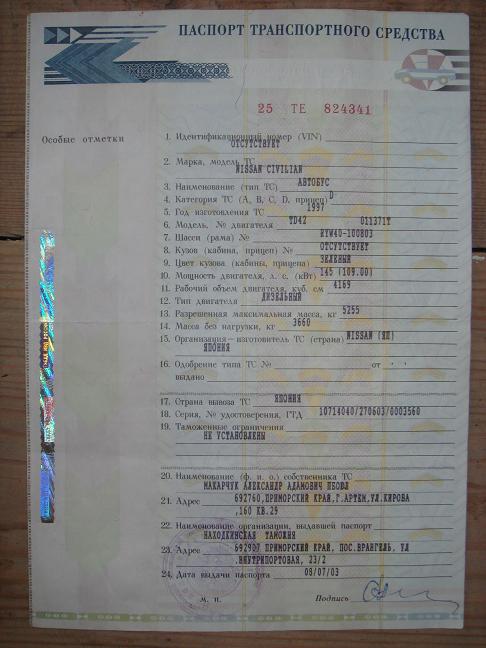 ПАСПОРТ ТРАНСПОРТНОГО СРЕДСТВА
25 ТЕ 824341
Особые отметки
1. Идентификационный номер (VIN) ОТСУТСТВУЕТ
2. Марка, модель ТС NISSAN CIVILIAN
3. Наименование (тип ТС) АВТОБУС
4. Категория ТС (A, B, C, D, прицеп) D
5. Год изготовления ТС 1997
6. Модель, № двигателя TD42 011371T
7. Шасси (рама) № RYW40-100803
8. Кузов (кабина, прицеп) № ОТСУТСТВУЕТ
9. Цвет кузова (кабины, прицепа) ЗЕЛЕНЫЙ
10. Мощность двигателя, л. с. (кВт) 145 (109.00)
11. Рабочий объем двигателя, куб. см 4169
12. Тип двигателя ДИЗЕЛЬНЫЙ
13. Разрешенная максимальная масса, кг 5255
14. Масса без нагрузки, кг 3660
15. Организация—изготовитель ТС (страна) NISSAN (ЯП)
ЯПОНИЯ
16. Одобрение типа ТС № от
выдано
17. Страна вывоза ТС ЯПОНИЯ
18. Серия, № удостоверения, ГТД 10714040/270603/0003560
19. Таможенные ограничения
НЕ УСТАНОВЛЕНЫ
20. Наименование (ф. и. о.) собственника ТС
МАКАРЧУК АЛЕКСАНДР АДАМОВИЧ ПБОЮЛ
21. Адрес 692760,ПРИМОРСКИЙ КРАЙ,Г.АРТЕМ,УЛ.КИРОВА
,160 КВ.29
22. Наименование организации, выдавшей паспорт
НАХОДКИНСКАЯ ТАМОЖНЯ
23. Адрес 692907 ПРИМОРСКИЙ КРАЙ, ПОС.ВРАНГЕЛЬ, УЛ
.ВНУТРИПОРТОВАЯ, 23/2
24. Дата выдачи паспорта 08/07/03
М. П. Подпись